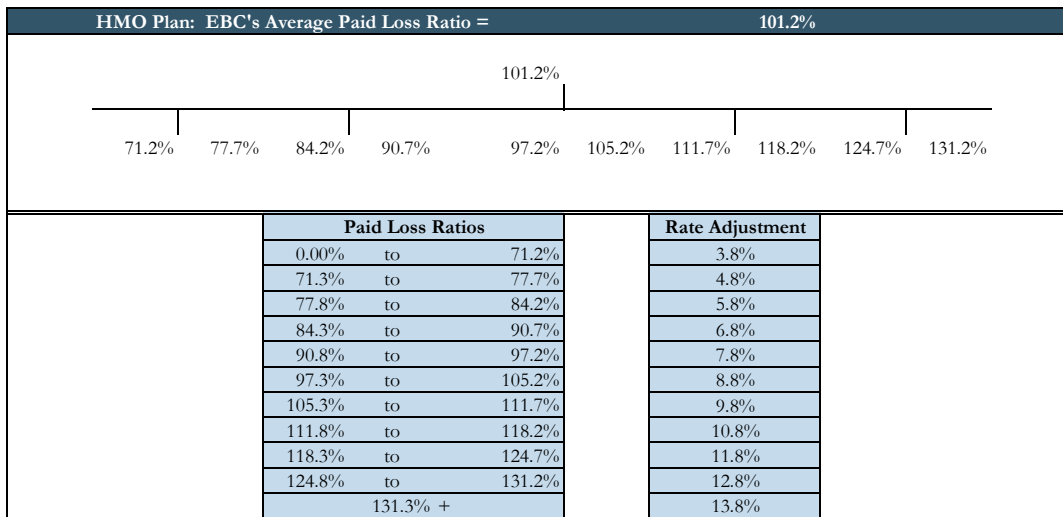 HMO Plan: EBC's Average Paid Loss Ratio = 101.2%
101.2%
71.2% 77.7% 84.2% 90.7% 97.2% 105.2% 111.7% 118.2% 124.7% 131.2%
Paid Loss Ratios Rate Adjustment
0.00% to 71.2% 3.8%
71.3% to 77.7% 4.8%
77.8% to 84.2% 5.8%
84.3% to 90.7% 6.8%
90.8% to 97.2% 7.8%
97.3% to 105.2% 8.8%
105.3% to 111.7% 9.8%
111.8% to 118.2% 10.8%
118.3% to 124.7% 11.8%
124.8% to 131.2% 12.8%
131.3% + 13.8%